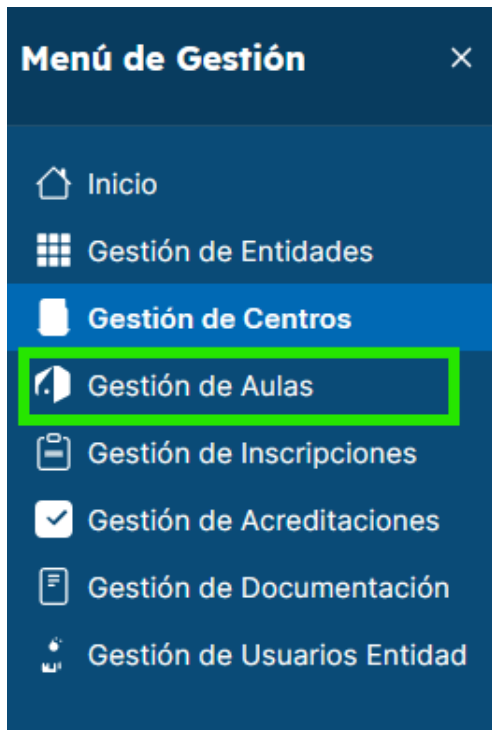 Menú de Gestión
Inicio
Gestión de Entidades
Gestión de Centros
Gestión de Aulas
Gestión de Inscripciones
Gestión de Acreditaciones
Gestión de Documentación
Gestión de Usuarios Entidad